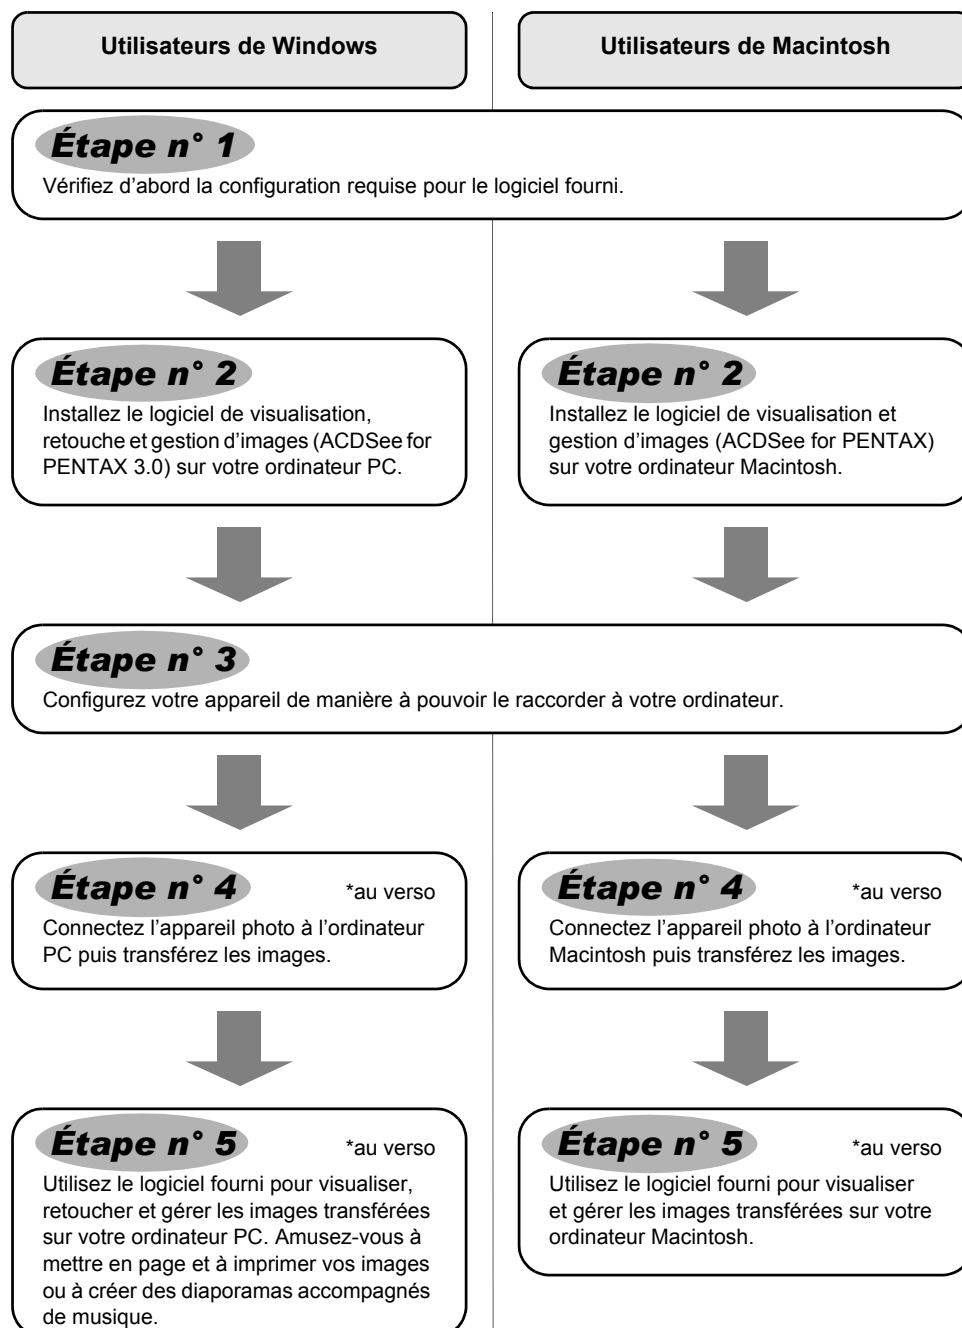 Utilisateurs de Windows
Utilisateurs de Macintosh
Étape n° 1
Vérifiez d’abord la configuration requise pour le logiciel fourni.
Étape n° 2
Installez le logiciel de visualisation,
retouche et gestion d’images (ACDSee for
PENTAX 3.0) sur votre ordinateur PC.
Étape n° 2
Installez le logiciel de visualisation et
gestion d’images (ACDSee for PENTAX)
sur votre ordinateur Macintosh.
Étape n° 3
Configurez votre appareil de manière à pouvoir le raccorder à votre ordinateur.
Étape n° 4 *au verso
Connectez l’appareil photo à l’ordinateur
PC puis transférez les images.
Étape n° 4 *au verso
Connectez l’appareil photo à l’ordinateur
Macintosh puis transférez les images.
Étape n° 5 *au verso
Utilisez le logiciel fourni pour visualiser,
retoucher et gérer les images transférées
sur votre ordinateur PC. Amusez-vous à
mettre en page et à imprimer vos images
ou à créer des diaporamas accompagnés
de musique.
Étape n° 5 *au verso
Utilisez le logiciel fourni pour visualiser
et gérer les images transférées sur votre
ordinateur Macintosh.